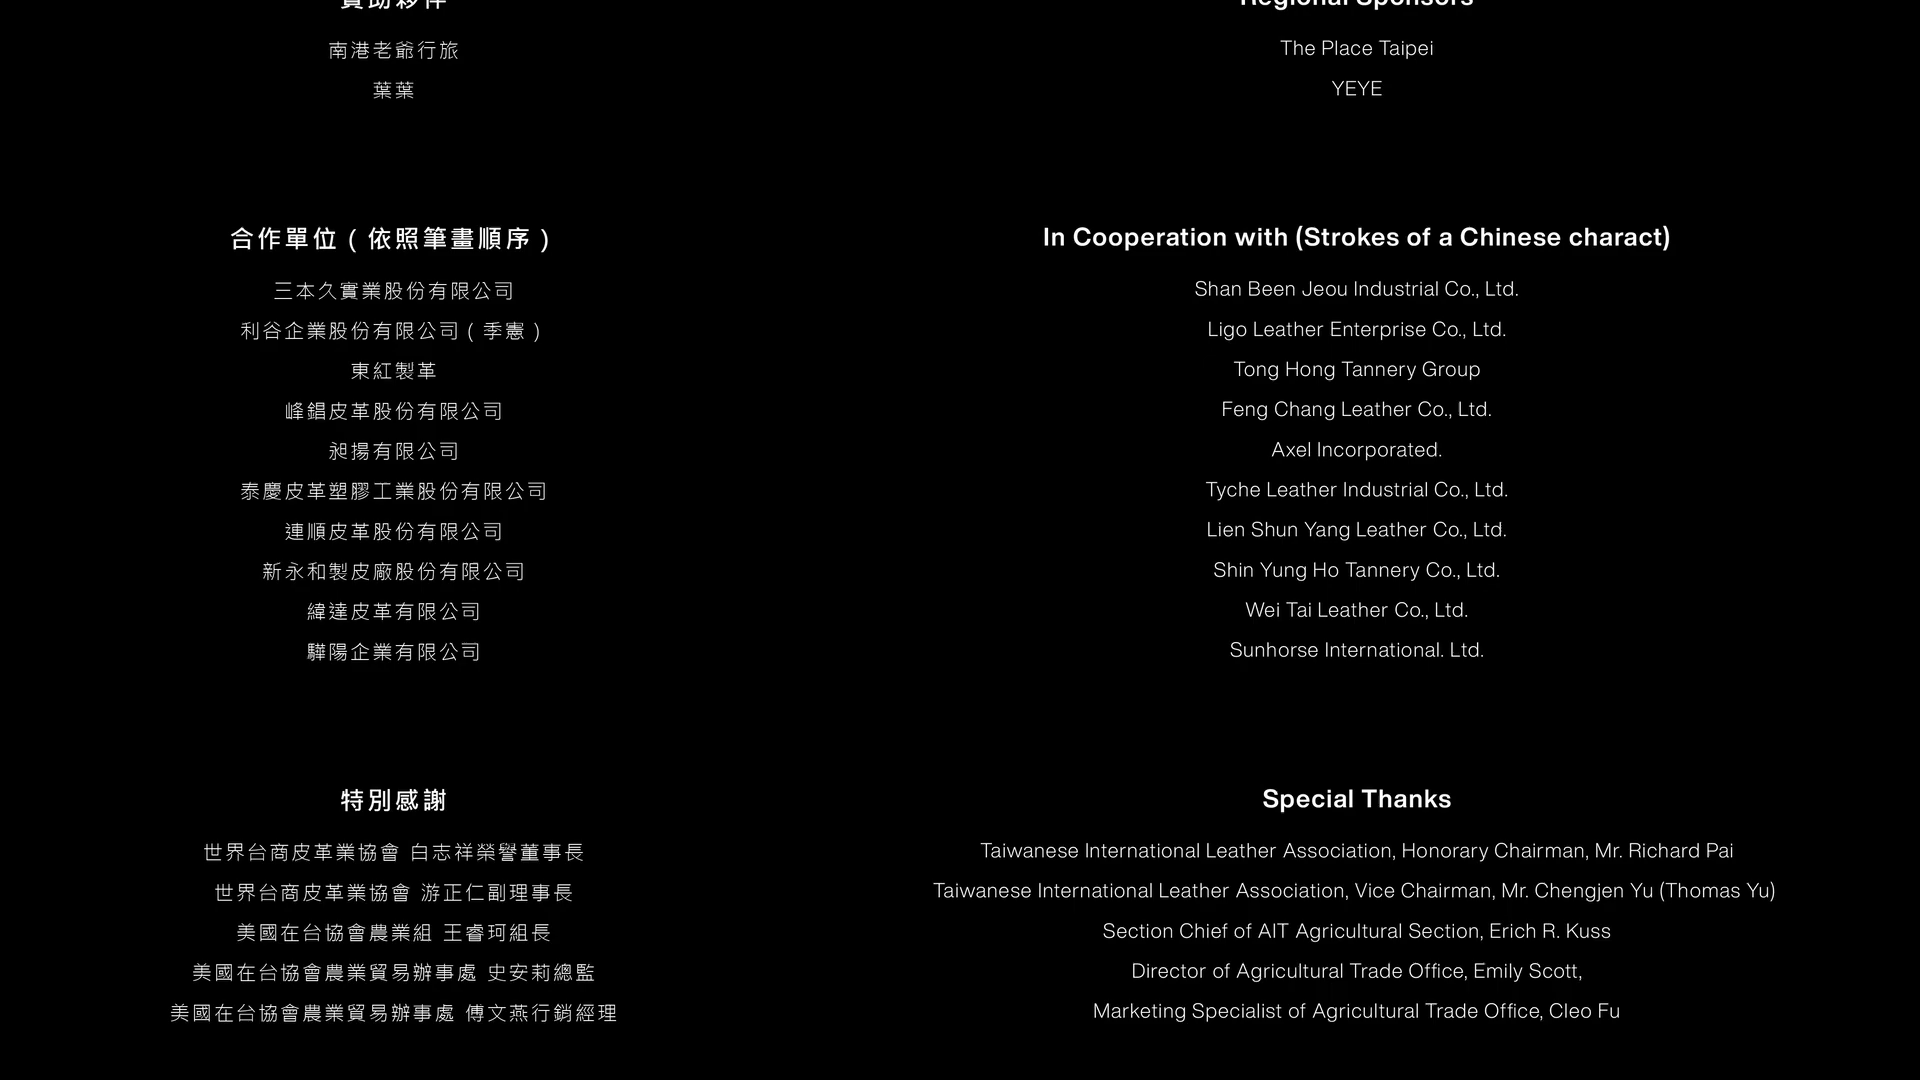 贊助夥伴
南港老爺行旅
葉葉
合作單位（依照筆畫順序）
三本久實業股份有限公司
利谷企業股份有限公司（季憲）
東紅製革
峰錩皮革股份有限公司
昶揚有限公司
泰慶皮革塑膠工業股份有限公司
連順皮革股份有限公司
新永和製皮廠股份有限公司
緯達皮革有限公司
驊陽企業有限公司
特別感謝
世界台商皮革業協會 白志祥榮譽董事長
世界台商皮革業協會 游正仁副理事長
美國在台協會農業組 王睿珂組長
美國在台協會農業貿易辦事處 史安莉總監
美國在台協會農業貿易辦事處 傅文燕行銷經理
Regional Sponsors
The Place Taipei
YEYE
In Cooperation with (Strokes of a Chinese charact)
Shan Been Jeou Industrial Co., Ltd.
Ligo Leather Enterprise Co., Ltd.
Tong Hong Tannery Group
Feng Chang Leather Co., Ltd.
Axel Incorporated.
Tyche Leather Industrial Co., Ltd.
Lien Shun Yang Leather Co., Ltd.
Shin Yung Ho Tannery Co., Ltd.
Wei Tai Leather Co., Ltd.
Sunhorse International. Ltd.
Special Thanks
Taiwanese International Leather Association, Honorary Chairman, Mr. Richard Pai
Taiwanese International Leather Association, Vice Chairman, Mr. Chengjen Yu (Thomas Yu)
Section Chief of AIT Agricultural Section, Erich R. Kuss
Director of Agricultural Trade Office, Emily Scott,
Marketing Specialist of Agricultural Trade Office, Cleo Fu